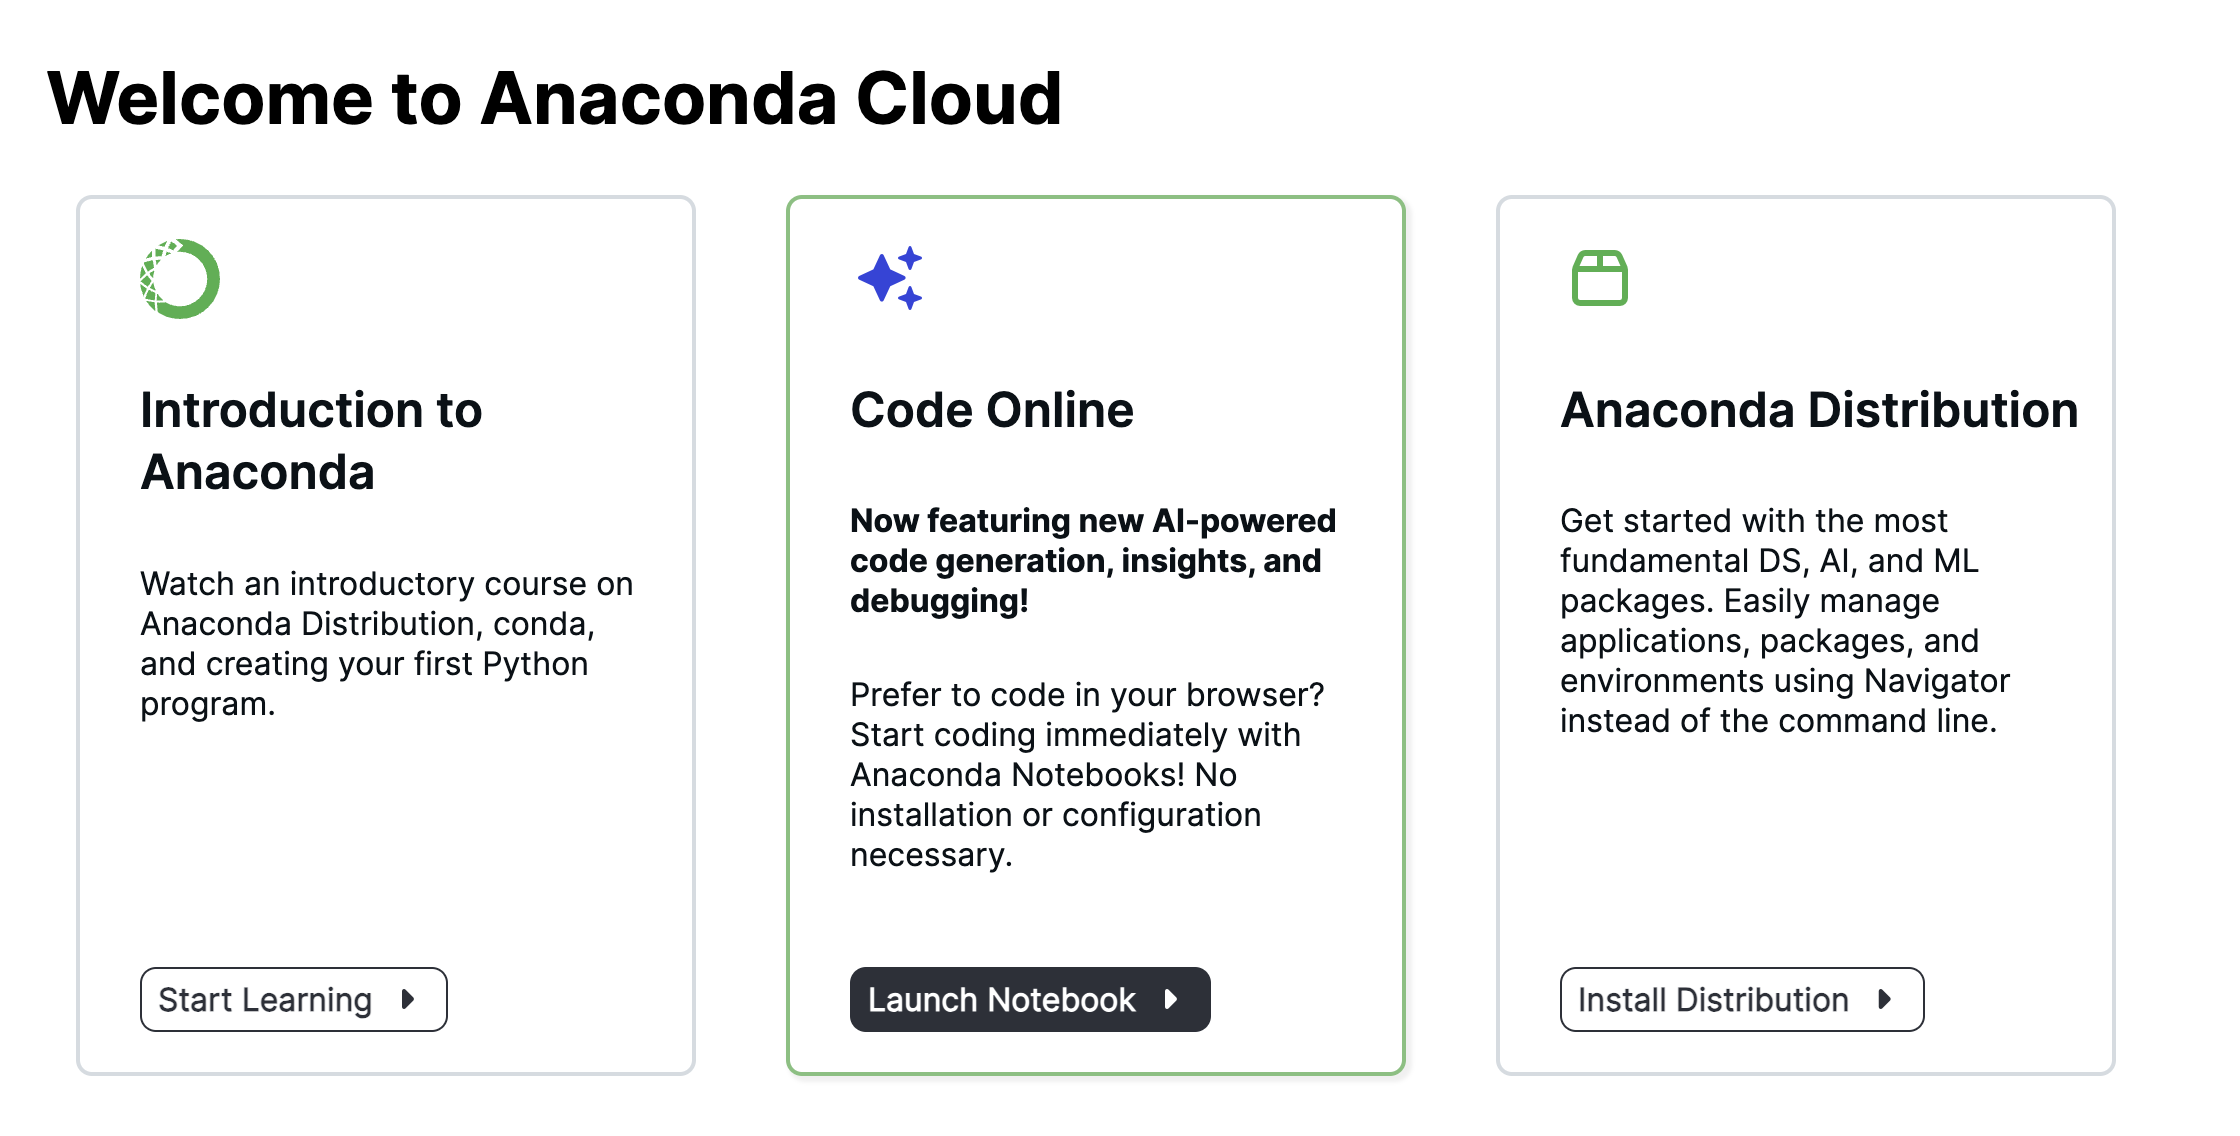 Welcome to Anaconda Cloud
Introduction to
Anaconda
Watch an introductory course on
Anaconda Distribution, conda,
and creating your first Python
program.
Start Learning
Code Online
Now featuring new AI-powered
code generation, insights, and
debugging!
Prefer to code in your browser?
Start coding immediately with
Anaconda Notebooks! No
installation or configuration
necessary.
Launch Notebook
Anaconda Distribution
Get started with the most
fundamental DS, AI, and ML
packages. Easily manage
applications, packages, and
environments using Navigator
instead of the command line.
Install Distribution